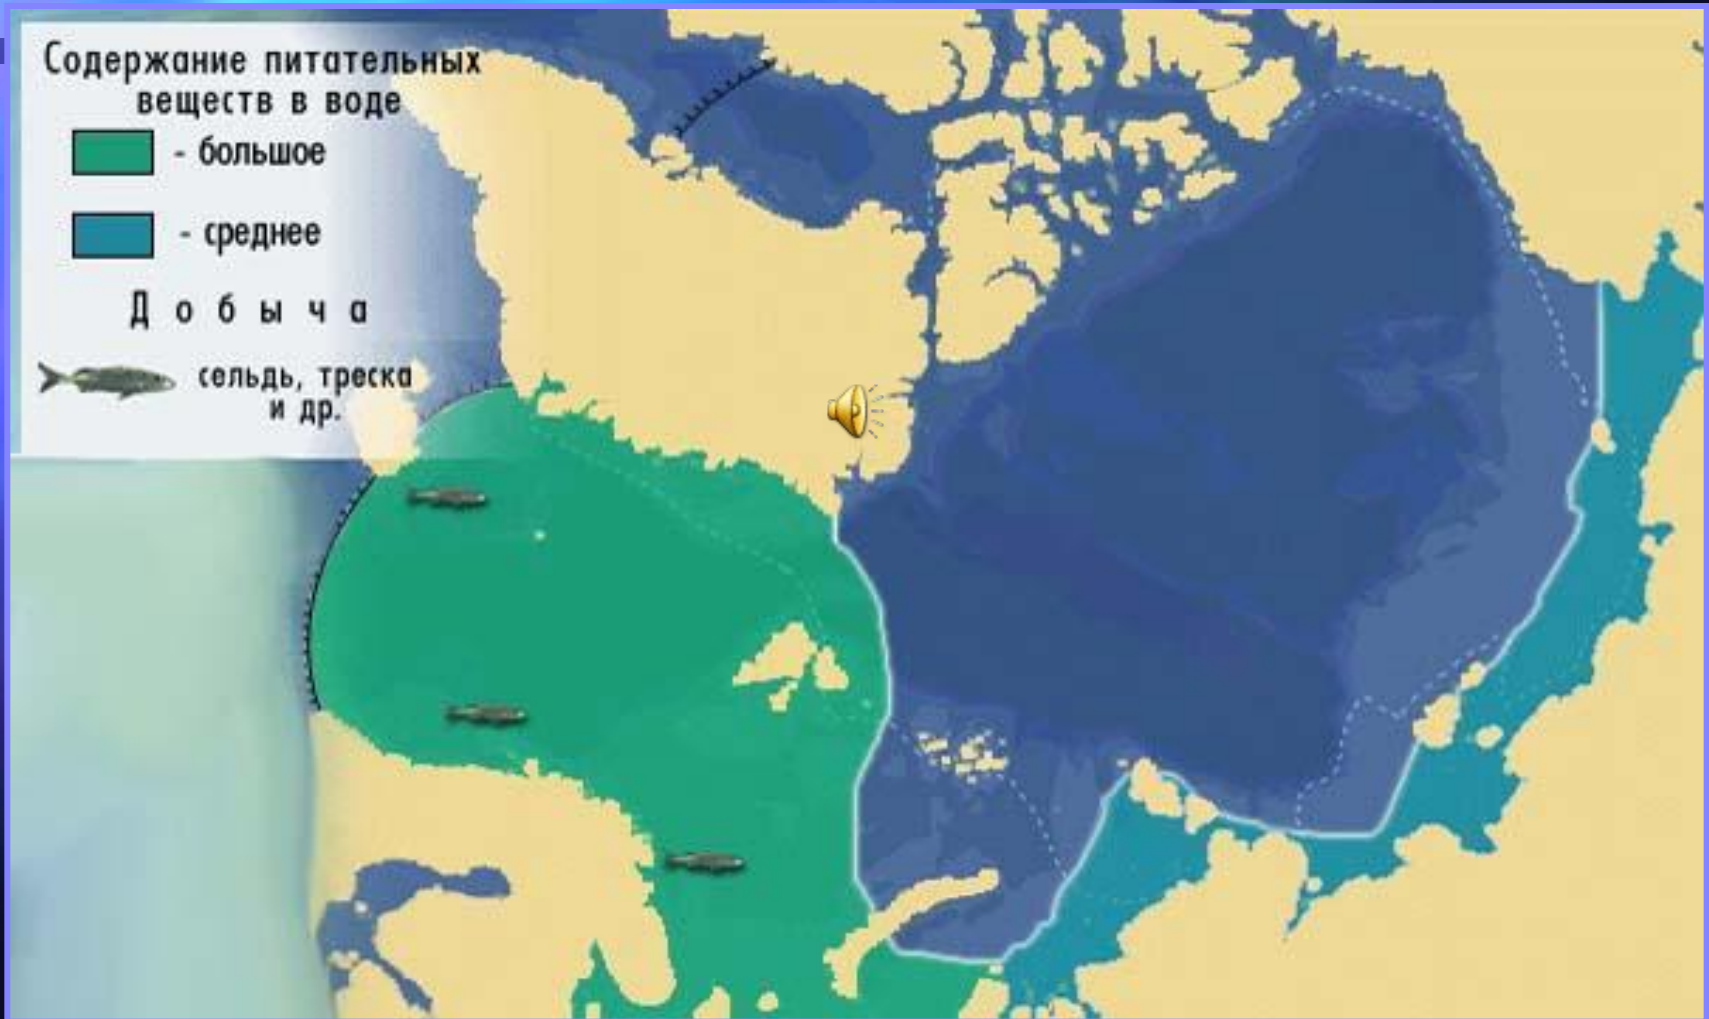 Содержание питательных
веществ в воде
- большое
- среднее
Д о б ы ч а
сельдь, треска
и др.